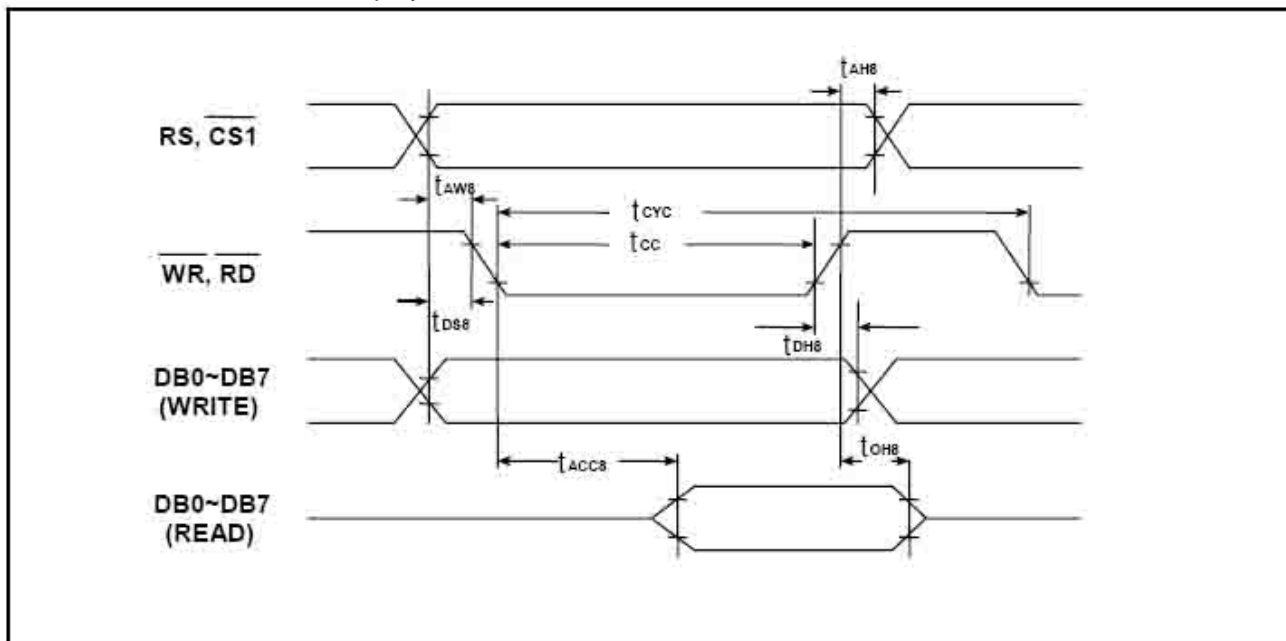 tAH8
RS, CS1
tAW8
tCYC
tCC
WR, RD
tDS8
tDH8
DB0~DB7
(WRITE)
tACC8
tOH8
DB0~DB7
(READ)